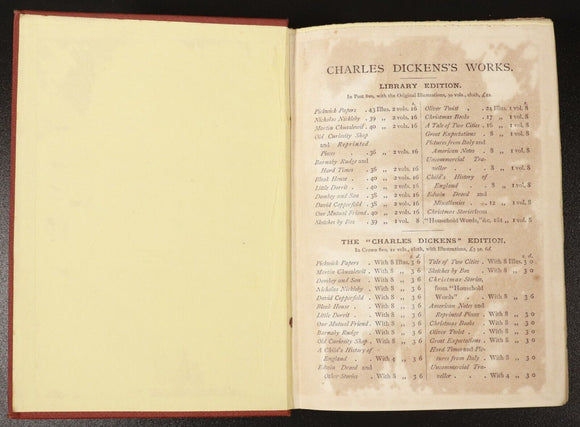 CHARLES DICKENS'S WORKS.
LIBRARY EDITION.
In Post 8vo, with the Original Illustrations, 30 vols., cloth, £12.
s.
Pickwick Papers . 43 Illus. 2 vols. 16
Nicholas Nickleby . 39 „ 2 vols. 16
Martin Chuzzlewit . 40 „ 2 vols. 16
Old Curiosity Shop
and Reprinted
Pieces . . 36 „ 2 vols. 16
Barnaby Rudge and
Hard Times . 36 „ 2 vols. 16
Bleak House . . 40 „ 2 vols. 16
Little Dorrit . . 40 „ 2 vols. 16
Dombey and Son . 38 „ 2 vols. 16
David Copperfield . 38 „ 2 vols. 16
Our Mutual Friend . 40 „ 2 vols. 16
Sketches by Boz . 39 „ 1 vol. 8
Oliver Twist . . 24 Illus. 1 vol. 8
Christmas Books . 17 „ 1 vol. 8
A Tale of Two Cities . 16 „ 1 vol. 8
Great Expectations . 8 „ 1 vol. 8
Pictures from Italy and
American Notes . 8 „ 1 vol. 8
Uncommercial Tra-
veller . . . 8 „ 1 vol. 8
Child's History of
England . . 8 „ 1 vol. 8
Edwin Drood and
Miscellanies . . 12 „ 1 vol. 8
Christmas Stories from
"Household Words," &c. 16 „ 1 vol. 8
THE "CHARLES DICKENS" EDITION.
In Crown 8vo, 21 vols., cloth, with Illustrations,
s. d.
Pickwick Papers . With 8 Illus. 3 6
Martin Chuzzlewit . With 8 „ 3 6
Dombey and Son . With 8 „ 3 6
Nicholas Nickleby . With 8 „ 3 6
David Copperfield . With 8 „ 3 6
Bleak House . . With 8 „ 3 6
Little Dorrit . . With 8 „ 3 6
Our Mutual Friend . With 8 „ 3 6
Barnaby Rudge . With 8 „ 3 6
Old Curiosity Shop . With 8 „ 3 6
A Child's History of
England . . With 4 „ 3 6
Edwin Drood and
Other Stories . With 8 „ 3 6
s. d.
Tale of Two Cities . With 8 Illus. 3 0
Sketches by Boz . With 8 „ 3 0
Christmas Stories,
from "Household
Words" . . With 8 „ 3 6
American Notes and
Reprinted Pieces . With 8 „ 3 6
Christmas Books . With 8 „ 3 6
Oliver Twist . . With 8 „ 3 6
Great Expectations . With 8 „ 3 6
Hard Times and Pic-
tures from Italy . With 8 „ 3 0
Uncommercial Tra-
veller . . . With 4 „ 3 0